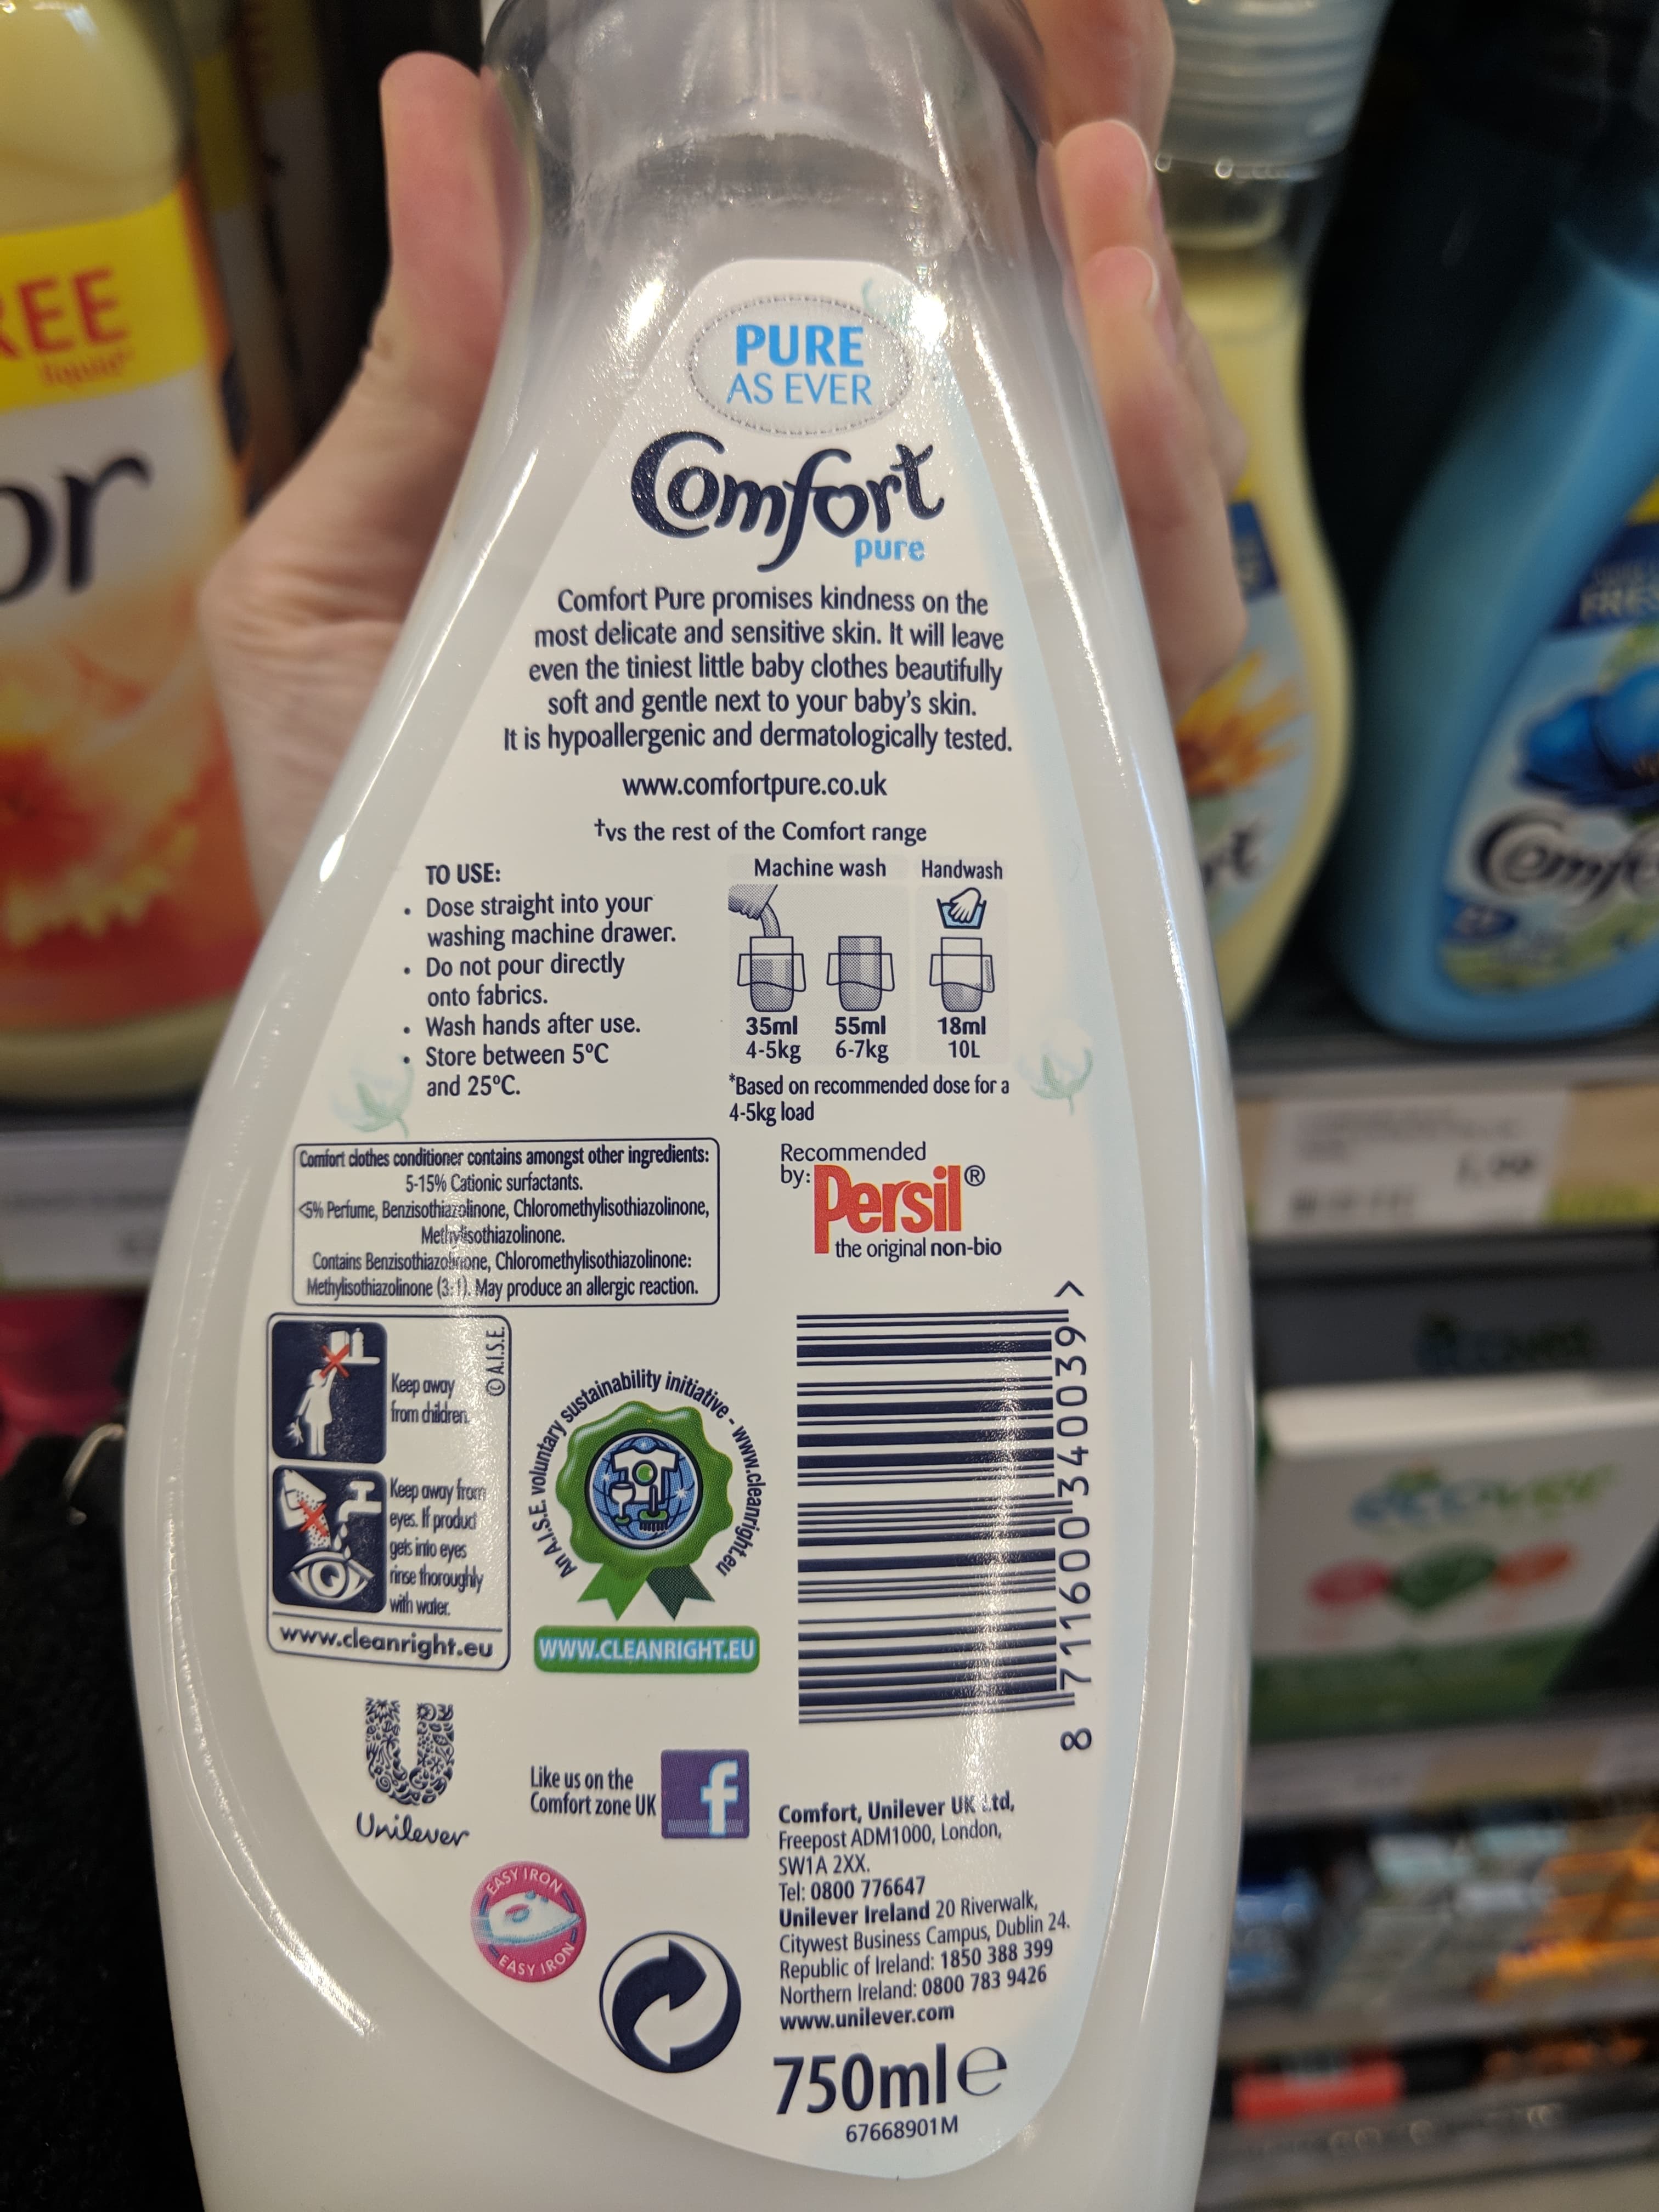 REE
liquid*
or
PURE
AS EVER
Comfort
pure
Comfort Pure promises kindness on the
most delicate and sensitive skin. It will leave
even the tiniest little baby clothes beautifully
soft and gentle next to your baby's skin.
It is hypoallergenic and dermatologically tested.
www.comfortpure.co.uk
†vs the rest of the Comfort range
TO USE:
• Dose straight into your
washing machine drawer.
• Do not pour directly
onto fabrics.
• Wash hands after use.
• Store between 5°C
and 25°C.
Machine wash Handwash
35ml 55ml 18ml
4-5kg 6-7kg 10L
*Based on recommended dose for a
4-5kg load
Comfort clothes conditioner contains amongst other ingredients:
5-15% Cationic surfactants.
<5% Perfume, Benzisothiazolinone, Chloromethylisothiazolinone,
Methylisothiazolinone.
Contains Benzisothiazolinone, Chloromethylisothiazolinone:
Methylisothiazolinone (3:1). May produce an allergic reaction.
Recommended
by: Persil®
the original non-bio
© A.I.S.E.
Keep away
from children.
Keep away from
eyes. If product
gets into eyes
rinse thoroughly
with water.
www.cleanright.eu
An A.I.S.E. voluntary sustainability initiative - www.cleanright.eu
WWW.CLEANRIGHT.EU
8 711600 340039 >
Unilever
Like us on the
Comfort zone UK
f
EASY IRON
EASY IRON
Comfort, Unilever UK Ltd,
Freepost ADM1000, London,
SW1A 2XX.
Tel: 0800 776647
Unilever Ireland 20 Riverwalk,
Citywest Business Campus, Dublin 24.
Republic of Ireland: 1850 388 399
Northern Ireland: 0800 783 9426
www.unilever.com
750ml e
67668901M
Comfo
ecover